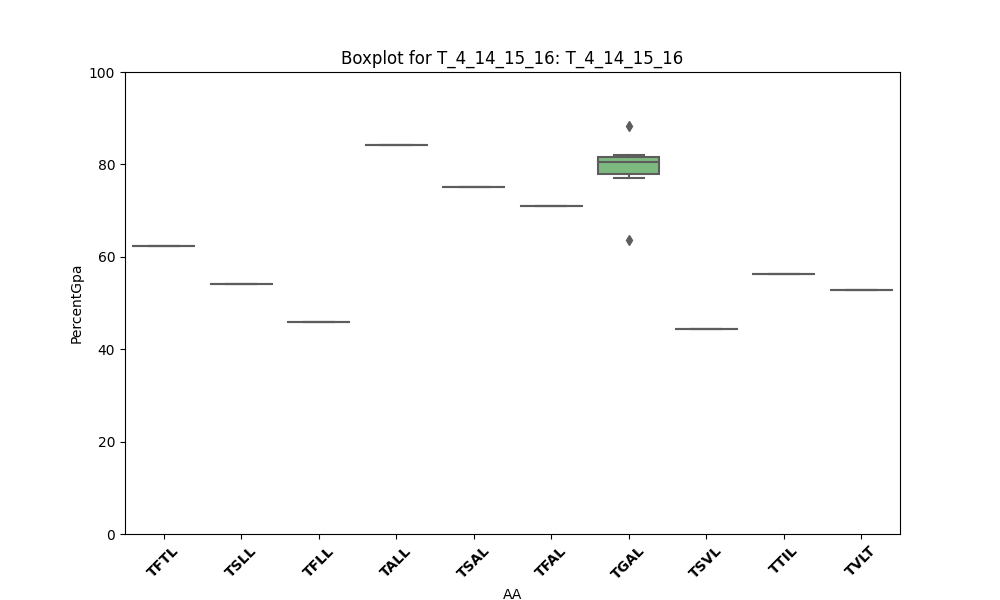 Boxplot for T_4_14_15_16: T_4_14_15_16
100
80
60
40
20
0
PercentGpa
TFTL
TSLL
TFLL
TALL
TSAL
TFAL
TGAL
TSVL
TTIL
TVLT
AA